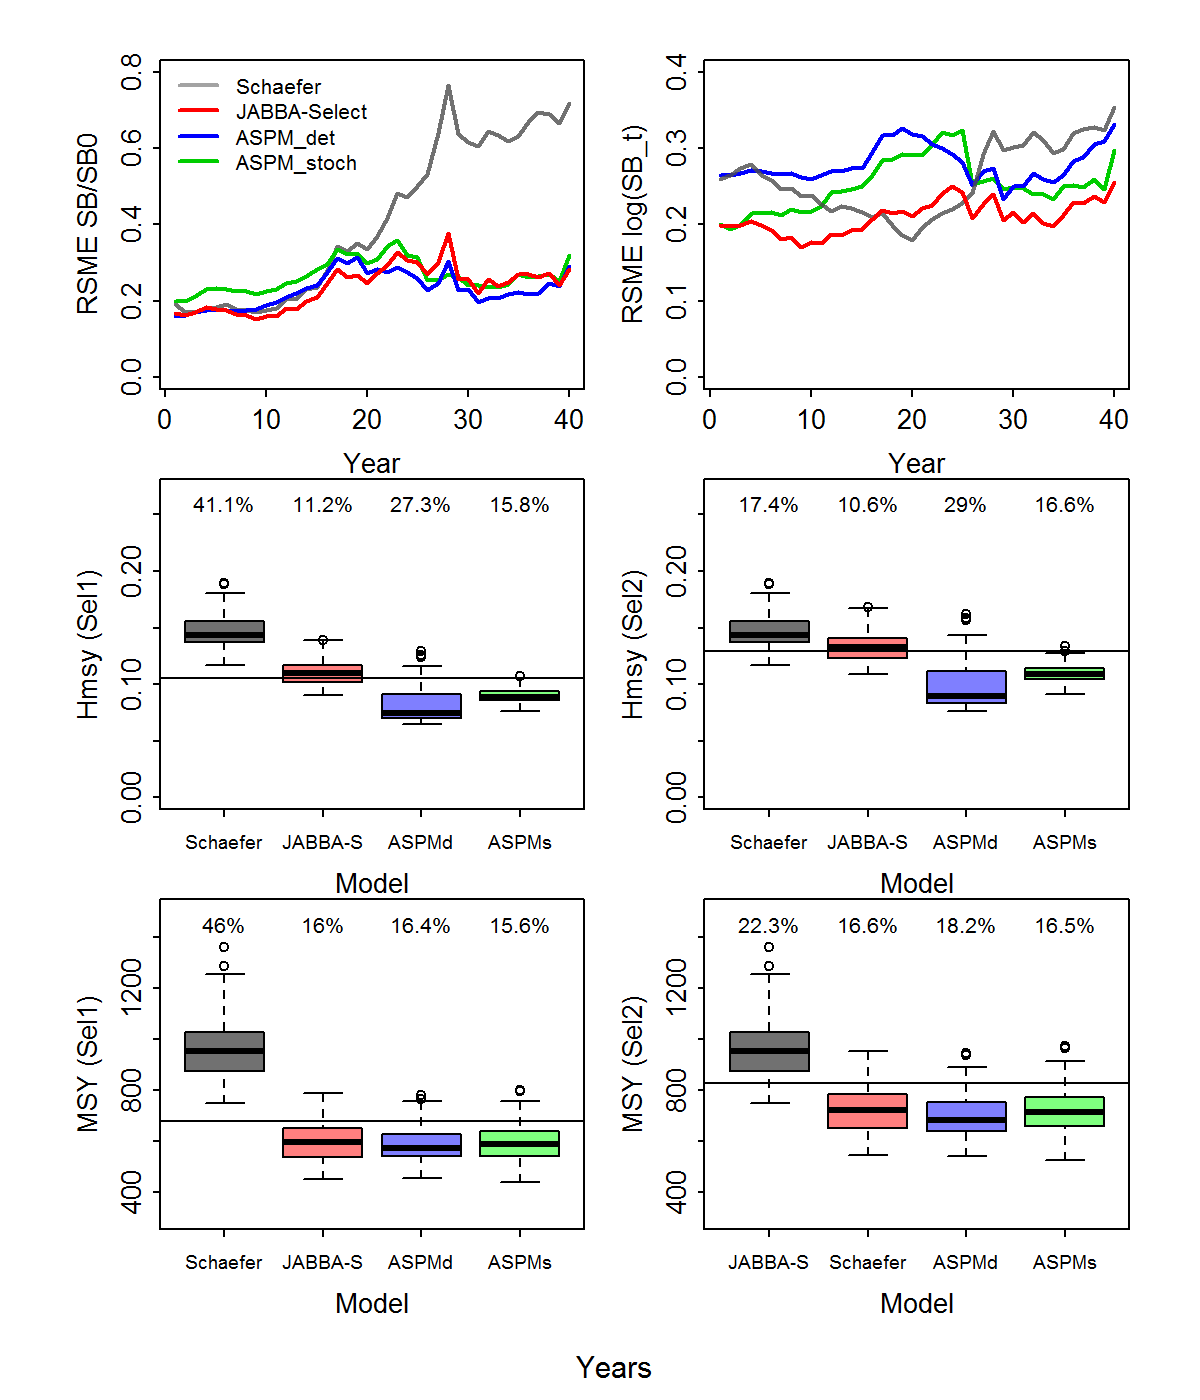 RSME SB/SB0
0.0 0.2 0.4 0.6 0.8
Schaefer
JABBA-Select
ASPM_det
ASPM_stoch
0 10 20 30 40
Year
RSME log(SB_t)
0.0 0.1 0.2 0.3 0.4
0 10 20 30 40
Year
Hmsy (Sel1)
0.00 0.10 0.20
41.1% 11.2% 27.3% 15.8%
Schaefer JABBA-S ASPMd ASPMs
Model
Hmsy (Sel2)
0.00 0.10 0.20
17.4% 10.6% 29% 16.6%
Schaefer JABBA-S ASPMd ASPMs
Model
MSY (Sel1)
400 800 1200
46% 16% 16.4% 15.6%
Schaefer JABBA-S ASPMd ASPMs
Model
MSY (Sel2)
400 800 1200
22.3% 16.6% 18.2% 16.5%
JABBA-S Schaefer ASPMd ASPMs
Model
Years